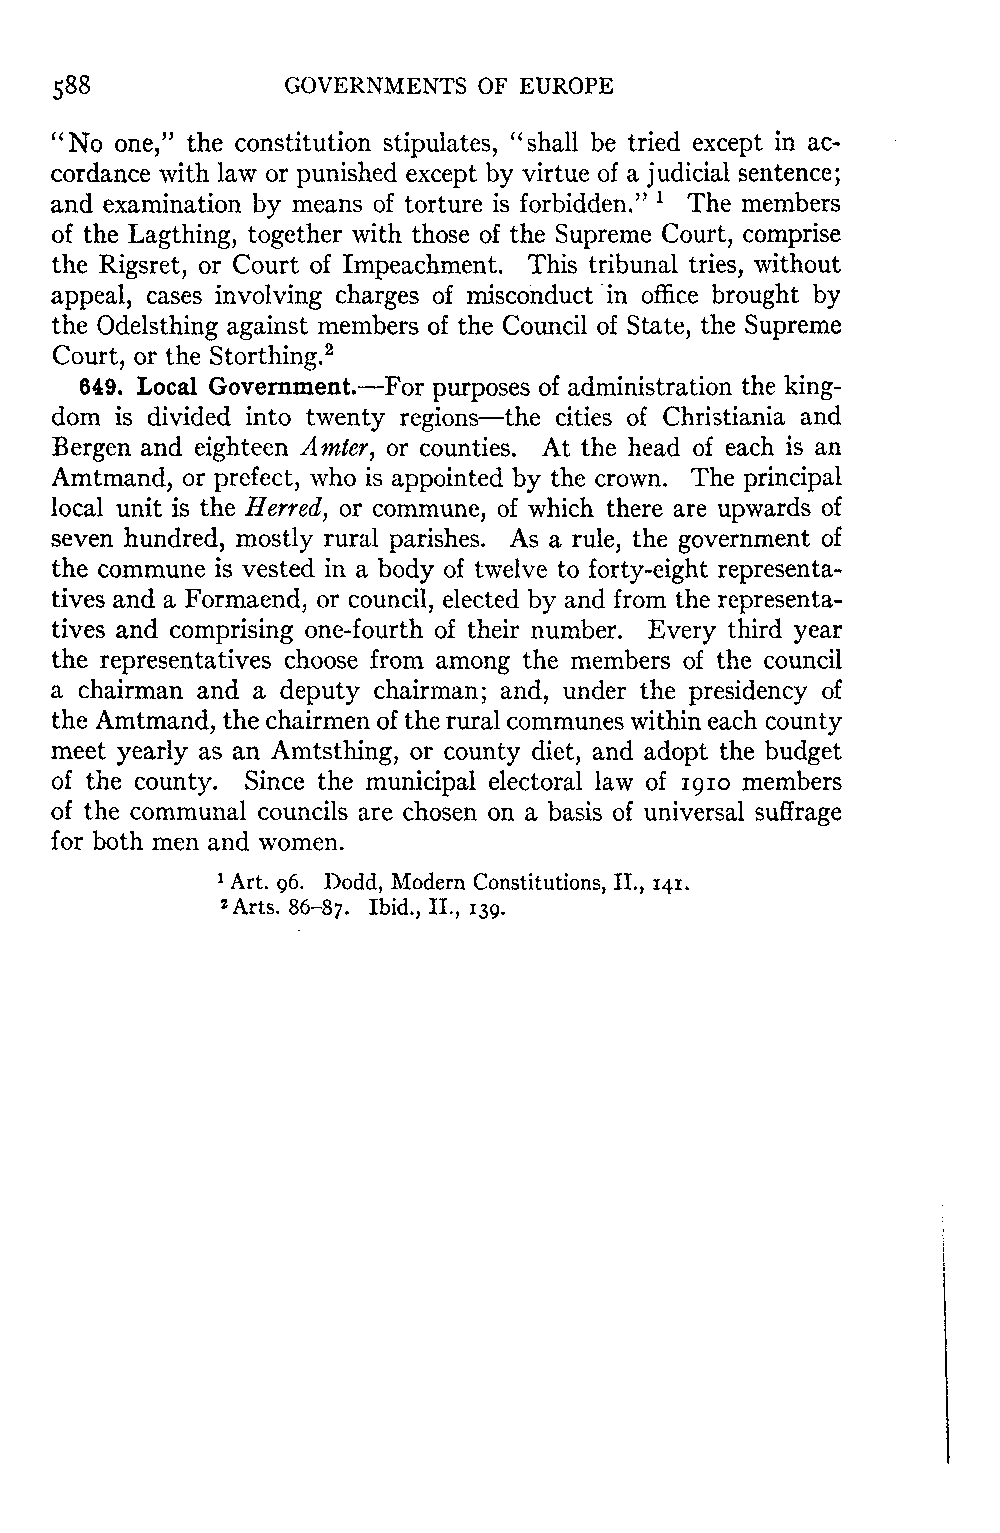 588 GOVERNMENTS OF EUROPE
“No one,” the constitution stipulates, “shall be tried except in ac-
cordance with law or punished except by virtue of a judicial sentence;
and examination by means of torture is forbidden.” ¹ The members
of the Lagthing, together with those of the Supreme Court, comprise
the Rigsret, or Court of Impeachment. This tribunal tries, without
appeal, cases involving charges of misconduct in office brought by
the Odelsthing against members of the Council of State, the Supreme
Court, or the Storthing.²
649. Local Government.—For purposes of administration the king-
dom is divided into twenty regions—the cities of Christiania and
Bergen and eighteen Amter, or counties. At the head of each is an
Amtmand, or prefect, who is appointed by the crown. The principal
local unit is the Herred, or commune, of which there are upwards of
seven hundred, mostly rural parishes. As a rule, the government of
the commune is vested in a body of twelve to forty-eight representa-
tives and a Formaend, or council, elected by and from the representa-
tives and comprising one-fourth of their number. Every third year
the representatives choose from among the members of the council
a chairman and a deputy chairman; and, under the presidency of
the Amtmand, the chairmen of the rural communes within each county
meet yearly as an Amtsthing, or county diet, and adopt the budget
of the county. Since the municipal electoral law of 1910 members
of the communal councils are chosen on a basis of universal suffrage
for both men and women.
¹ Art. 96. Dodd, Modern Constitutions, II., 141.
² Arts. 86–87. Ibid., II., 139.